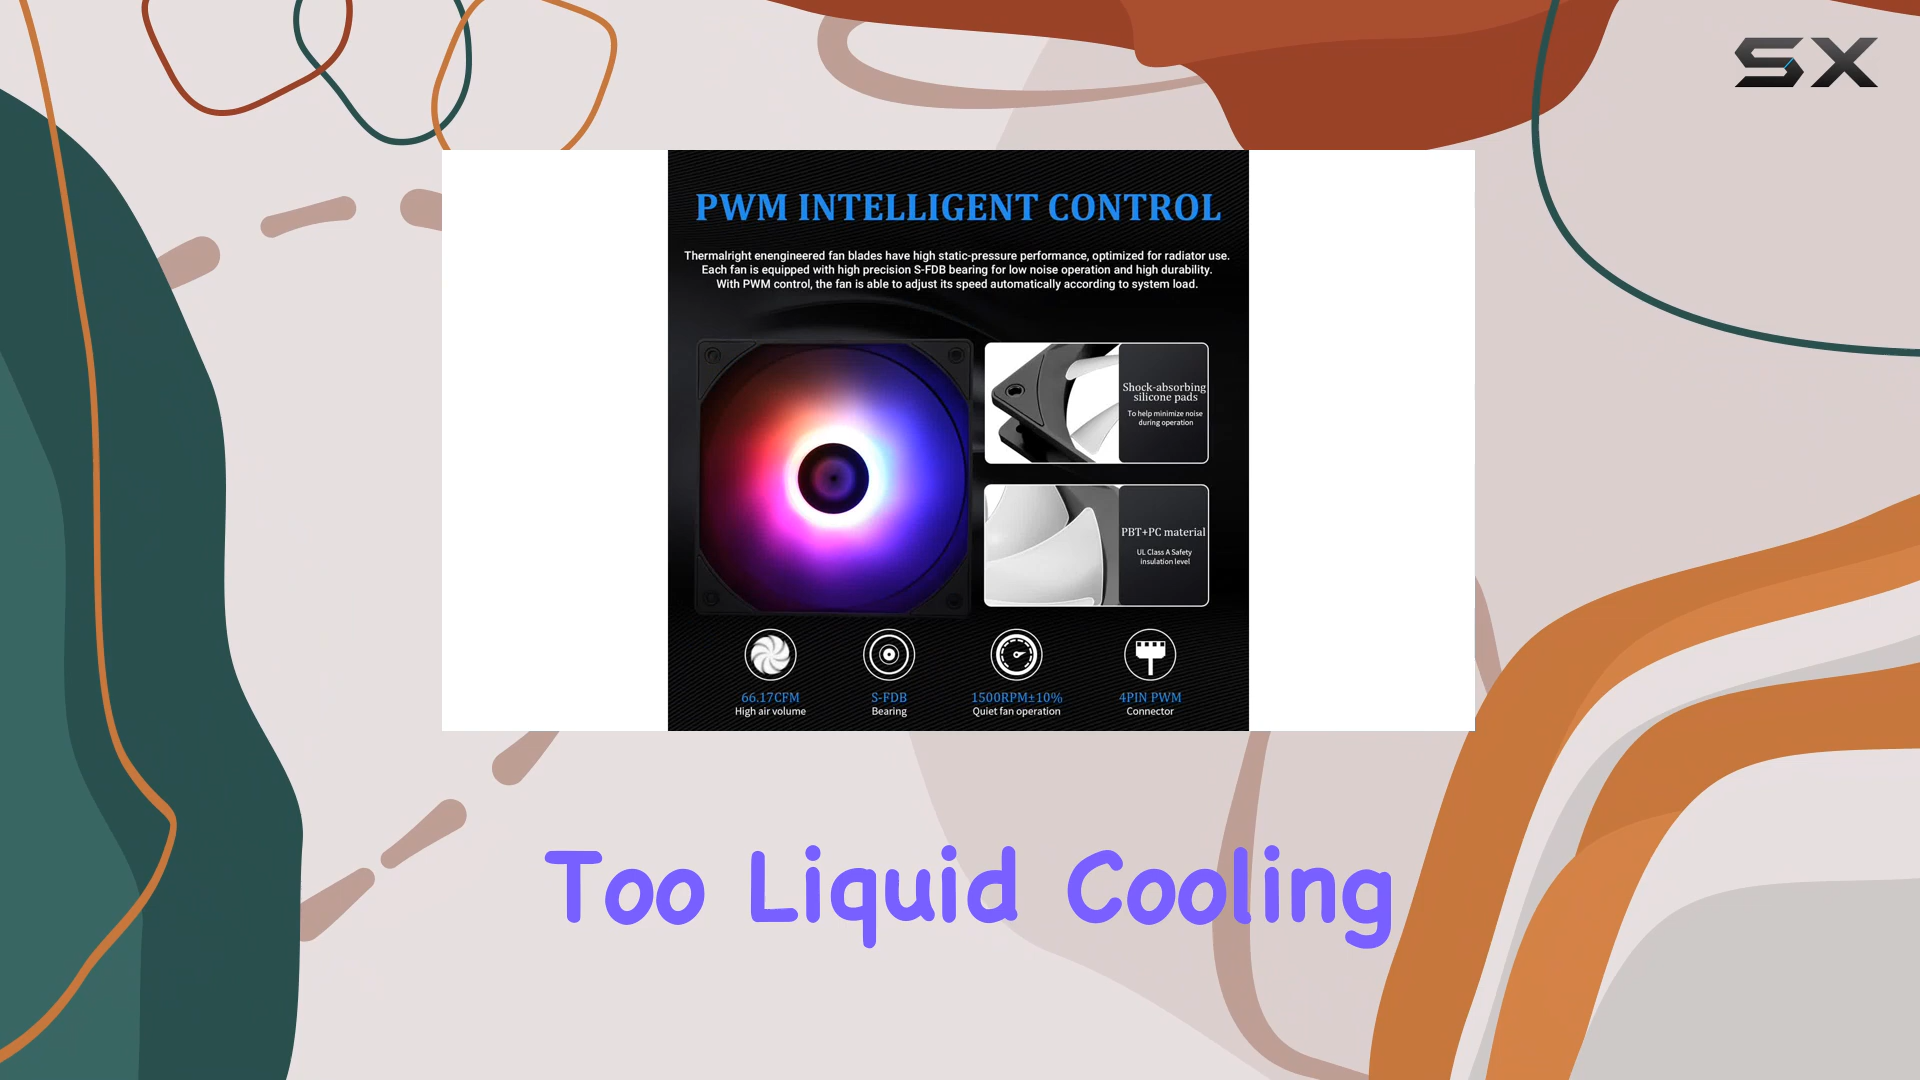 SX
PWM INTELLIGENT CONTROL
Thermalright enengineered fan blades have high static-pressure performance, optimized for radiator use.
Each fan is equipped with high precision S-FDB bearing for low noise operation and high durability.
With PWM control, the fan is able to adjust its speed automatically according to system load.
Shock-absorbing
silicone pads
To help minimize noise
during operation
PBT+PC material
UL Class A Safety
insulation level
66.17CFM
High air volume
S-FDB
Bearing
1500RPM±10%
Quiet fan operation
4PIN PWM
Connector
Too Liquid Cooling